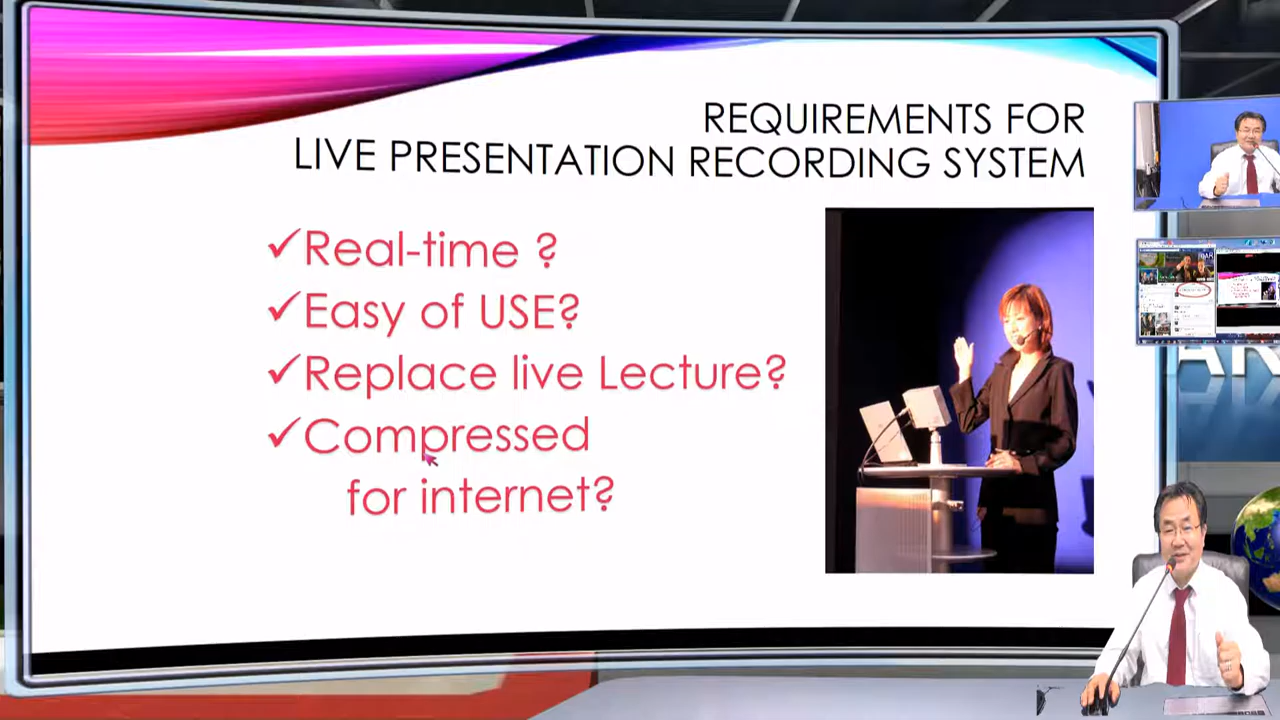 REQUIREMENTS FOR
LIVE PRESENTATION RECORDING SYSTEM
✓Real-time ?
✓Easy of USE?
✓Replace live Lecture?
✓Compressed
for internet?